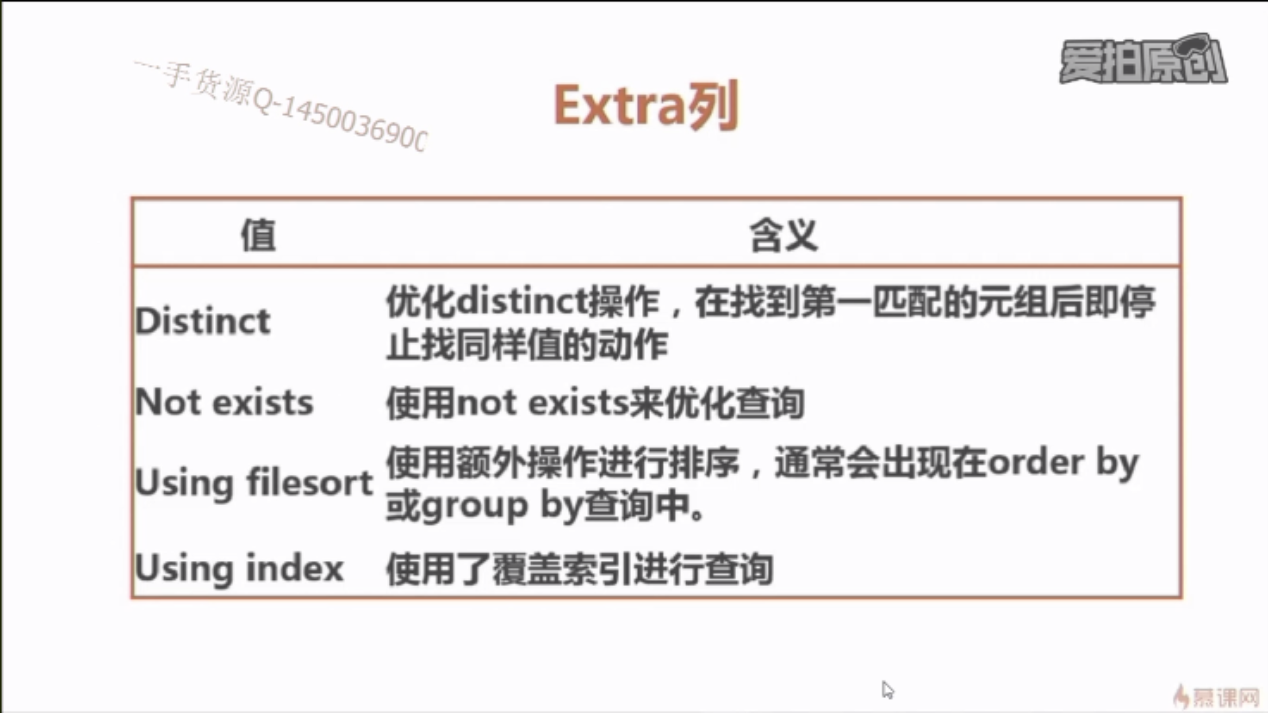 一手货源Q-1450036900
爱拍原创
Extra列
值 含义
Distinct 优化distinct操作，在找到第一匹配的元组后即停
止找同样值的动作
Not exists 使用not exists来优化查询
Using filesort 使用额外操作进行排序，通常会出现在order by
或group by查询中。
Using index 使用了覆盖索引进行查询
慕课网